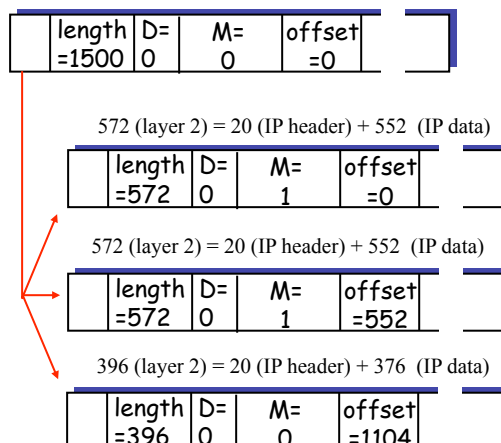 length D= M= offset
=1500 0 0 =0
572 (layer 2) = 20 (IP header) + 552 (IP data)
length D= M= offset
=572 0 1 =0
572 (layer 2) = 20 (IP header) + 552 (IP data)
length D= M= offset
=572 0 1 =552
396 (layer 2) = 20 (IP header) + 376 (IP data)
length D= M= offset
=396 0 0 =1104